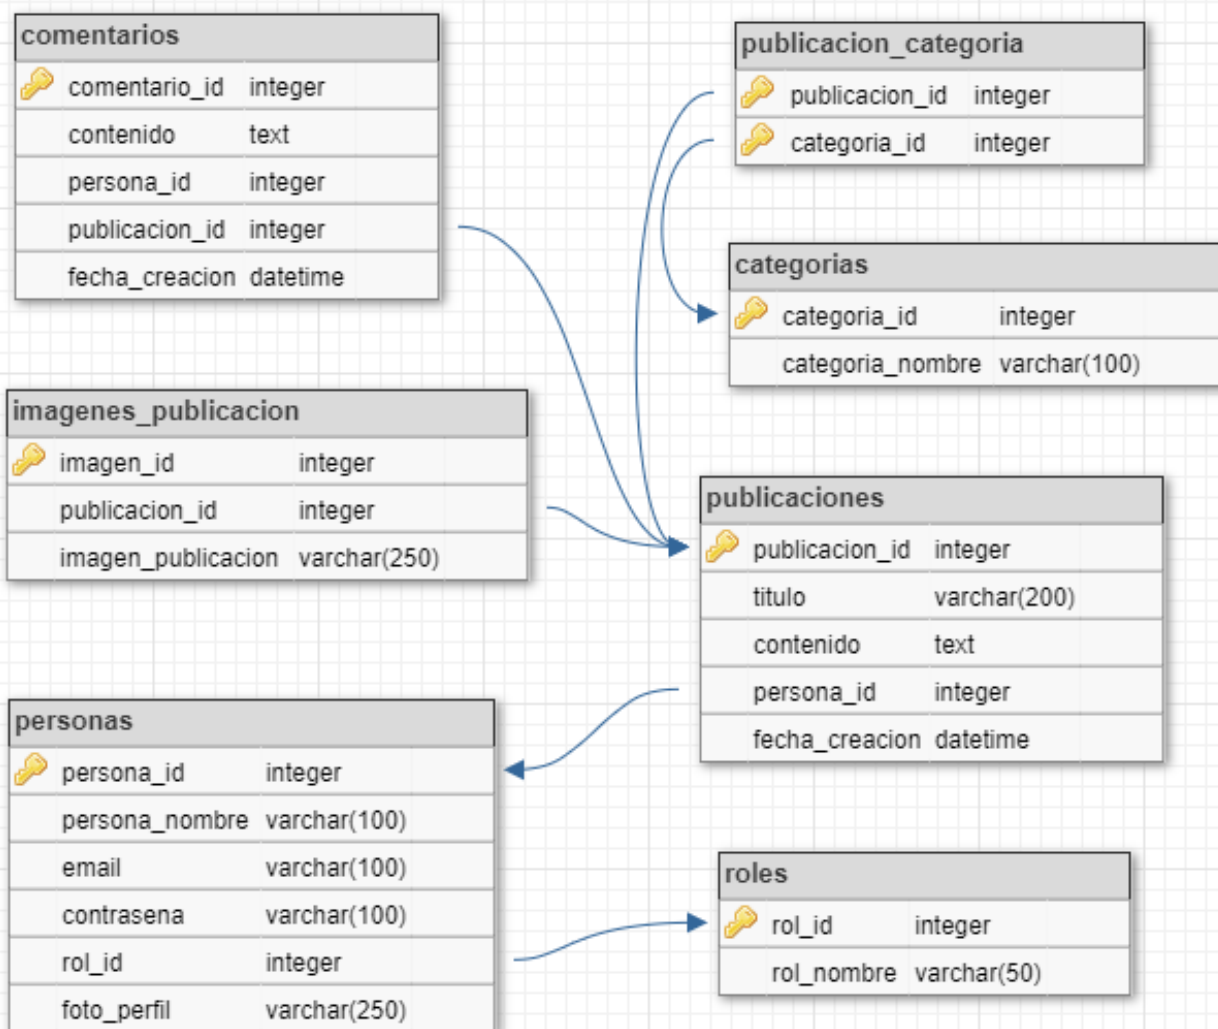 comentarios
comentario_id integer
contenido text
persona_id integer
publicacion_id integer
fecha_creacion datetime
publicacion_categoria
publicacion_id integer
categoria_id integer
categorias
categoria_id integer
categoria_nombre varchar(100)
imagenes_publicacion
imagen_id integer
publicacion_id integer
imagen_publicacion varchar(250)
publicaciones
publicacion_id integer
titulo varchar(200)
contenido text
persona_id integer
fecha_creacion datetime
personas
persona_id integer
persona_nombre varchar(100)
email varchar(100)
contrasena varchar(100)
rol_id integer
foto_perfil varchar(250)
roles
rol_id integer
rol_nombre varchar(50)